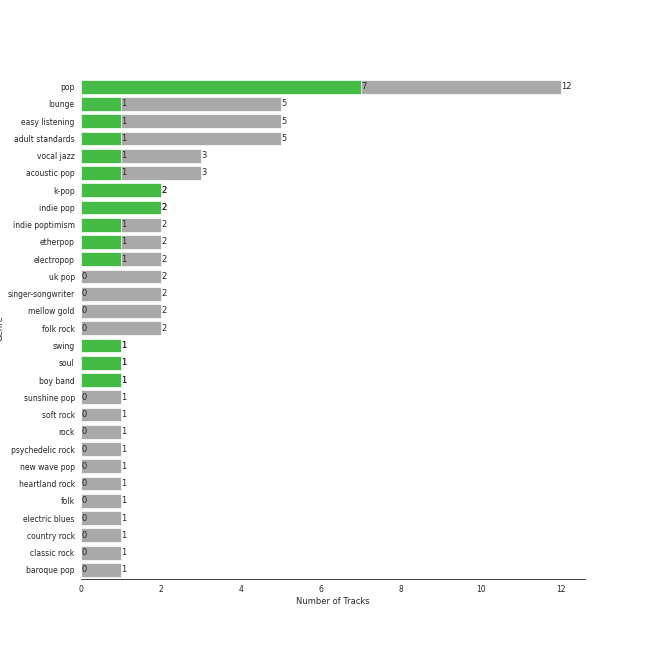 pop 7 12
lounge 1 5
easy listening 1 5
adult standards 1 5
vocal jazz 1 3
acoustic pop 1 3
k-pop 2
indie pop 2
indie poptimism 1 2
etherpop 1 2
electropop 1 2
uk pop 0 2
singer-songwriter 0 2
mellow gold 0 2
folk rock 0 2
Genre
swing 1
soul 1
boy band 1
sunshine pop 0 1
soft rock 0 1
rock 0 1
psychedelic rock 0 1
new wave pop 0 1
heartland rock 0 1
folk 0 1
electric blues 0 1
country rock 0 1
classic rock 0 1
baroque pop 0 1
0 2 4 6 8 10 12
Number of Tracks